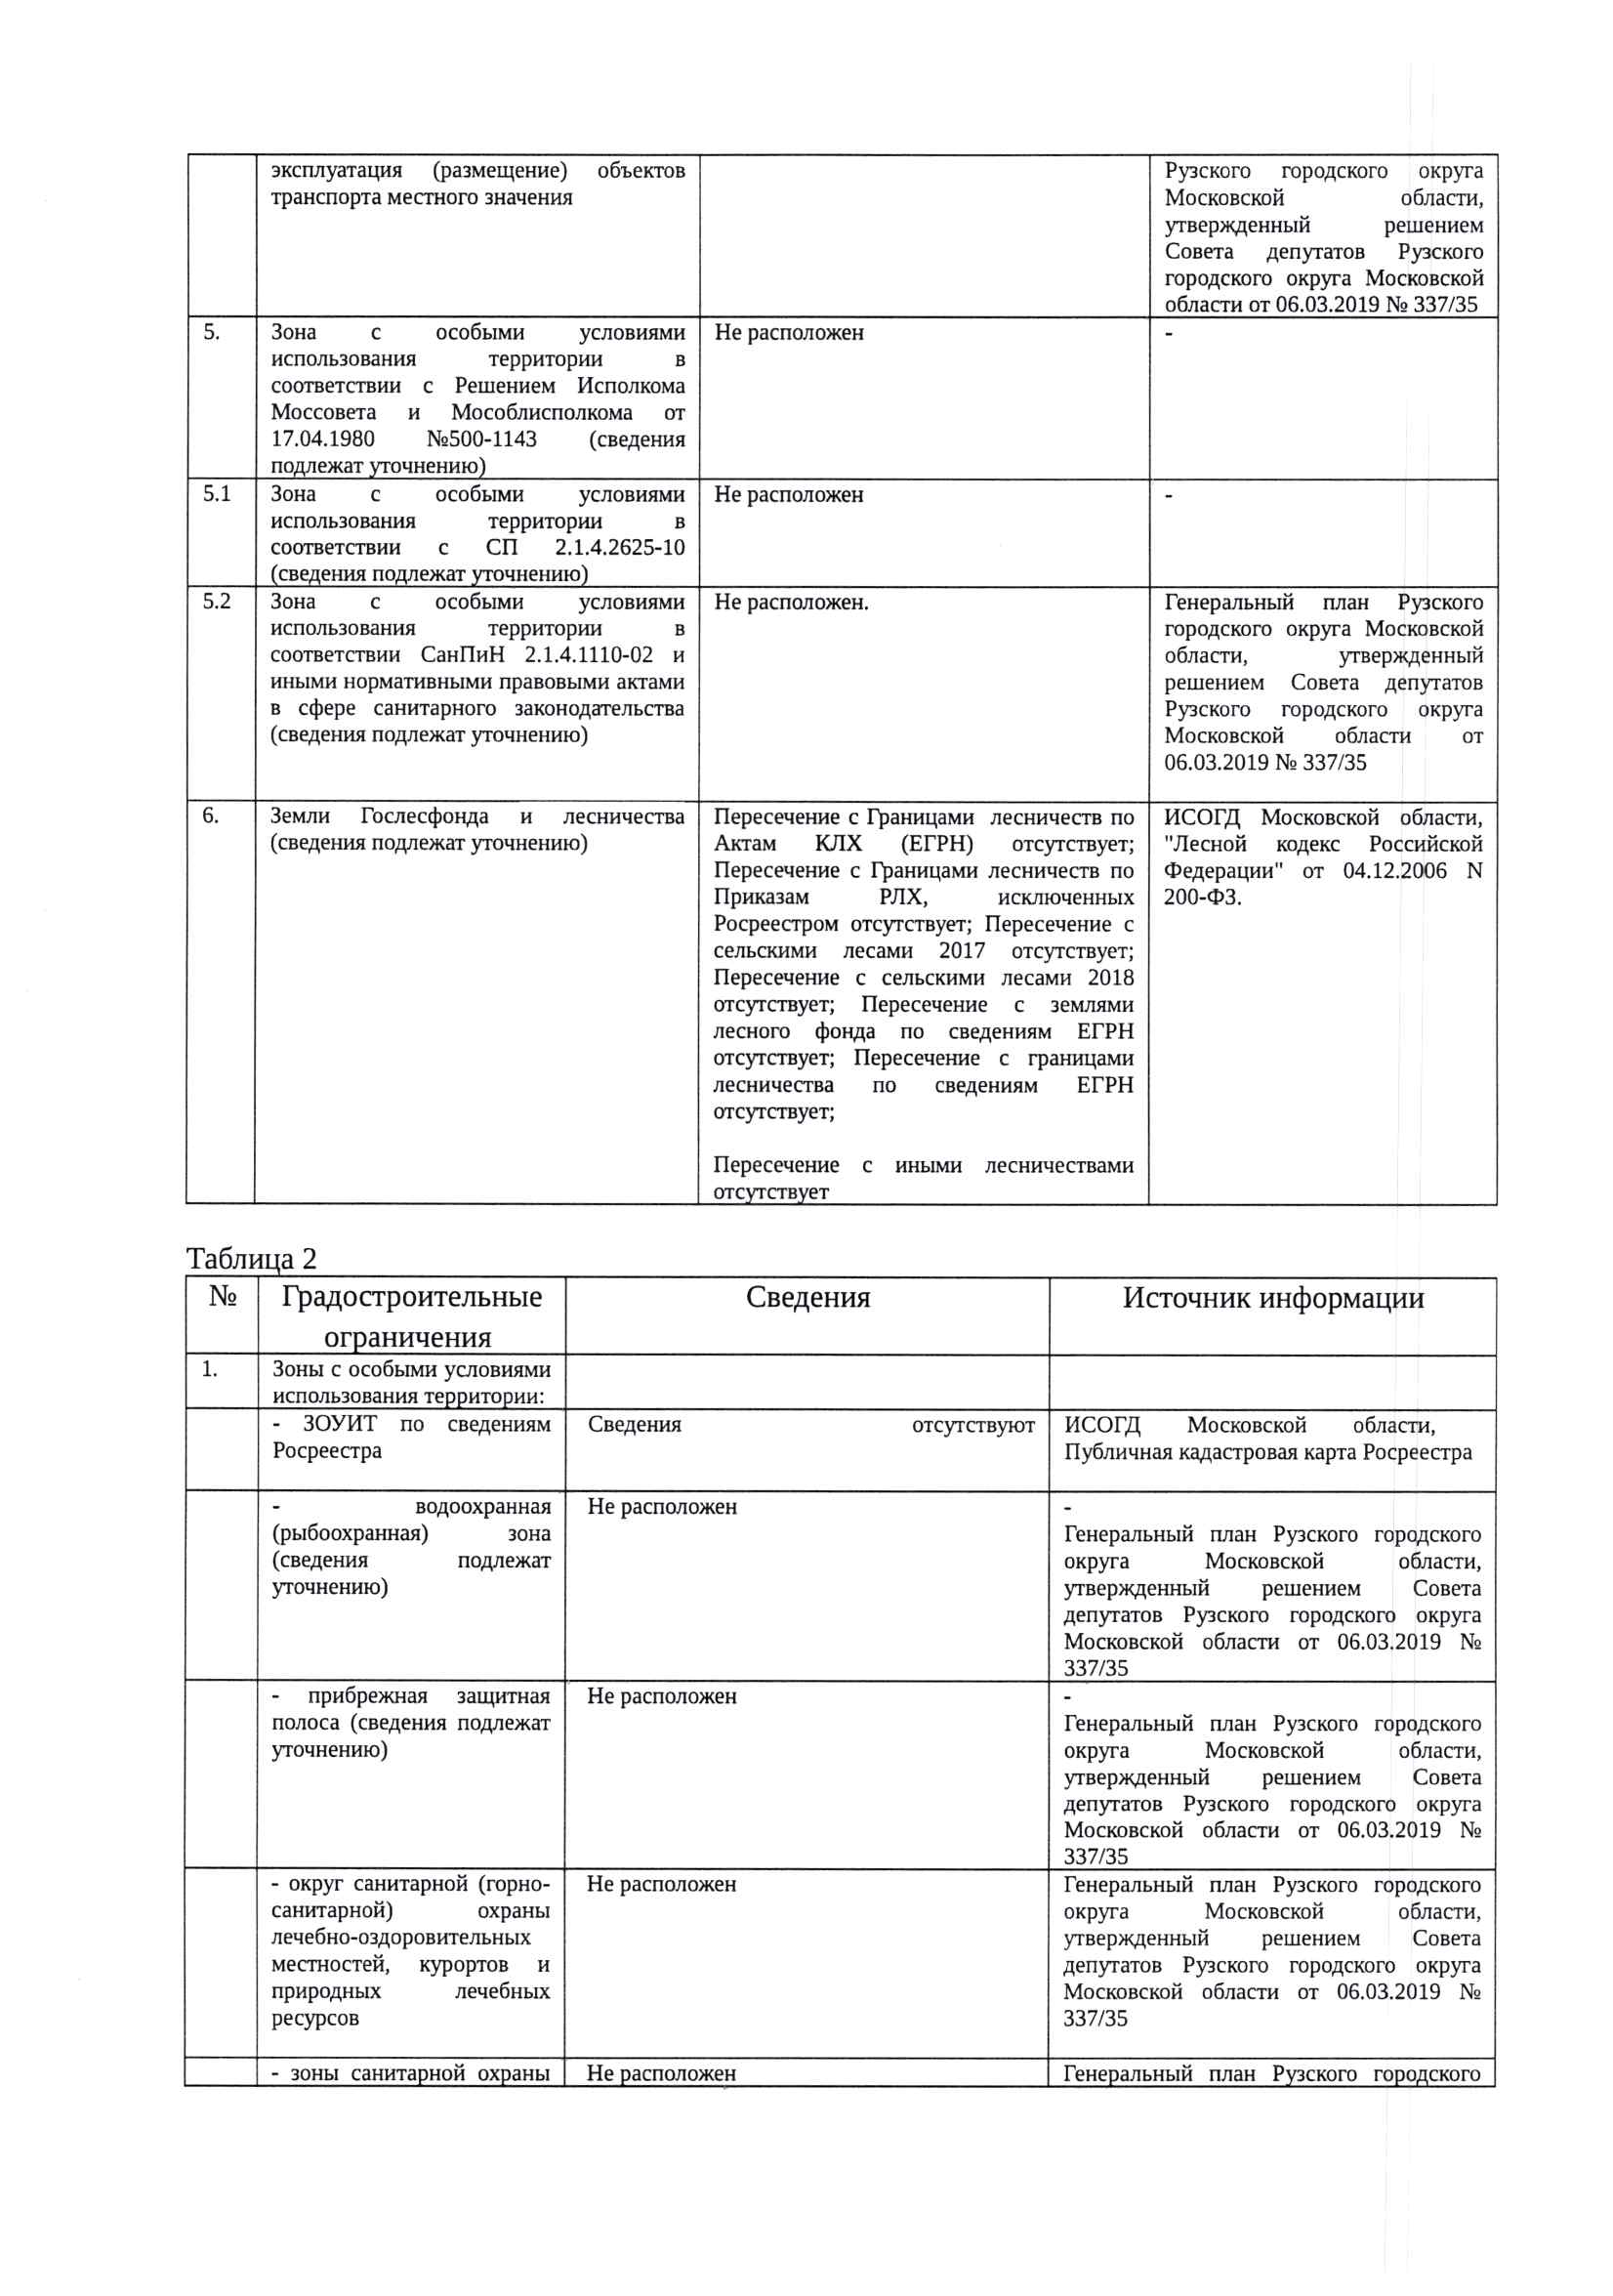 эксплуатация (размещение) объектов
транспорта местного значения
Рузского городского округа
Московской области,
утвержденный решением
Совета депутатов Рузского
городского округа Московской
области от 06.03.2019 № 337/35
5.
Зона с особыми условиями
использования территории в
соответствии с Решением Исполкома
Моссовета и Мособлисполкома от
17.04.1980 №500-1143 (сведения
подлежат уточнению)
Не расположен
-
5.1
Зона с особыми условиями
использования территории в
соответствии с СП 2.1.4.2625-10
(сведения подлежат уточнению)
Не расположен
-
5.2
Зона с особыми условиями
использования территории в
соответствии СанПиН 2.1.4.1110-02 и
иными нормативными правовыми актами
в сфере санитарного законодательства
(сведения подлежат уточнению)
Не расположен.
Генеральный план Рузского
городского округа Московской
области, утвержденный
решением Совета депутатов
Рузского городского округа
Московской области от
06.03.2019 № 337/35
6.
Земли Гослесфонда и лесничества
(сведения подлежат уточнению)
Пересечение с Границами лесничеств по
Актам КЛХ (ЕГРН) отсутствует;
Пересечение с Границами лесничеств по
Приказам РЛХ, исключенных
Росреестром отсутствует; Пересечение с
сельскими лесами 2017 отсутствует;
Пересечение с сельскими лесами 2018
отсутствует; Пересечение с землями
лесного фонда по сведениям ЕГРН
отсутствует; Пересечение с границами
лесничества по сведениям ЕГРН
отсутствует;
Пересечение с иными лесничествами
отсутствует
ИСОГД Московской области,
"Лесной кодекс Российской
Федерации" от 04.12.2006 N
200-ФЗ.
Таблица 2
№
Градостроительные
ограничения
Сведения
Источник информации
1.
Зоны с особыми условиями
использования территории:
- ЗОУИТ по сведениям
Росреестра
Сведения отсутствуют
ИСОГД Московской области,
Публичная кадастровая карта Росреестра
- водоохранная
(рыбоохранная) зона
(сведения подлежат
уточнению)
Не расположен
-
Генеральный план Рузского городского
округа Московской области,
утвержденный решением Совета
депутатов Рузского городского округа
Московской области от 06.03.2019 №
337/35
- прибрежная защитная
полоса (сведения подлежат
уточнению)
Не расположен
-
Генеральный план Рузского городского
округа Московской области,
утвержденный решением Совета
депутатов Рузского городского округа
Московской области от 06.03.2019 №
337/35
- округ санитарной (горно-
санитарной) охраны
лечебно-оздоровительных
местностей, курортов и
природных лечебных
ресурсов
Не расположен
Генеральный план Рузского городского
округа Московской области,
утвержденный решением Совета
депутатов Рузского городского округа
Московской области от 06.03.2019 №
337/35
- зоны санитарной охраны
Не расположен
Генеральный план Рузского городского